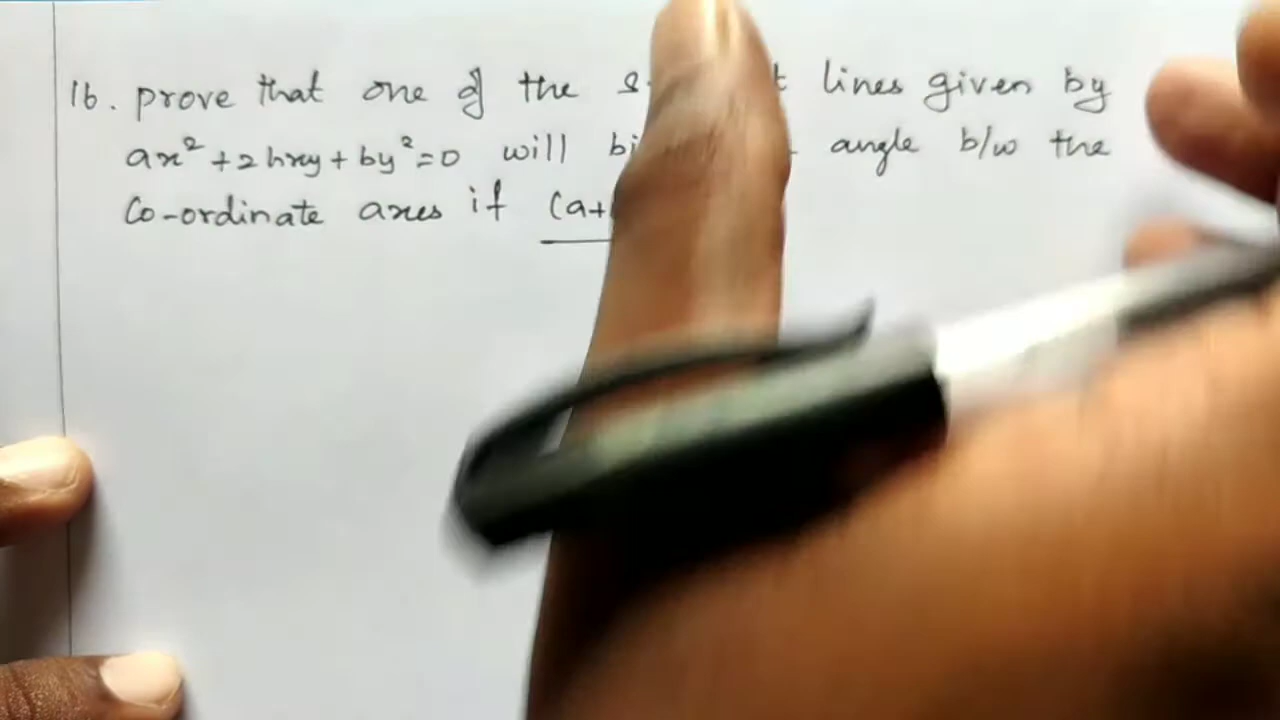 16. prove that one of the lines given by
ax²+2hxy+by²=0 will angle b/w the
Co-ordinate axes if (a+